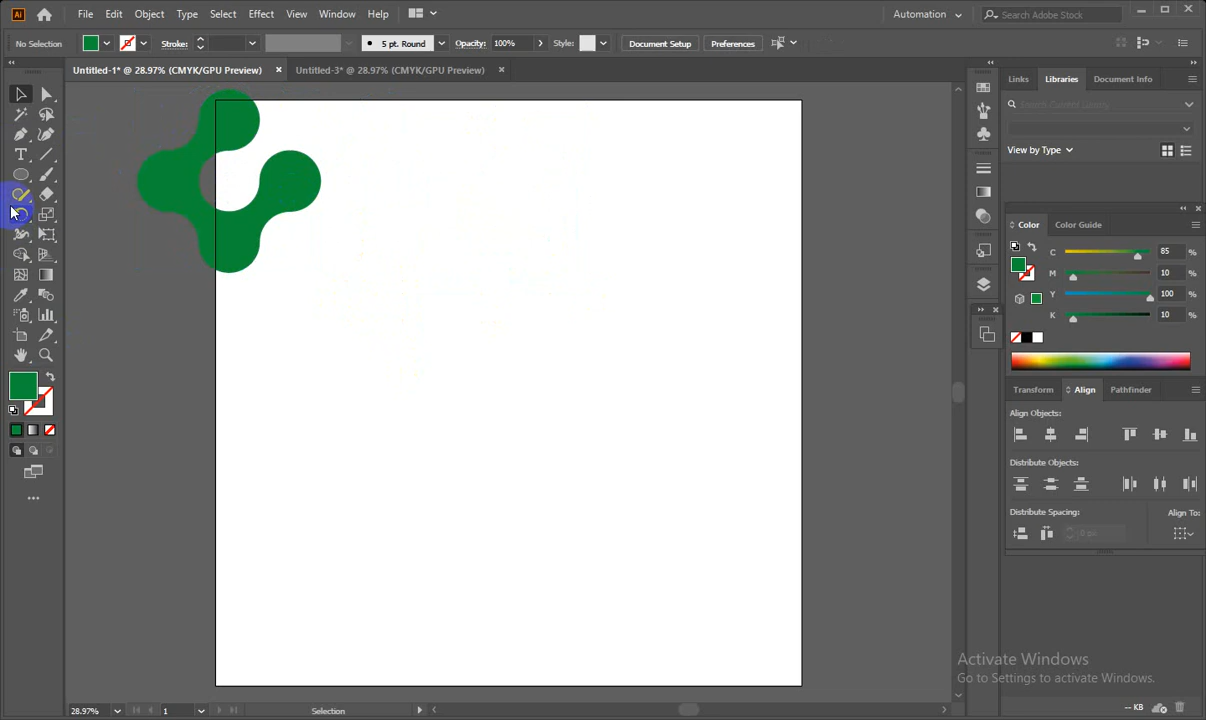 Ai File Edit Object Type Select Effect View Window Help Automation Search Adobe Stock
No Selection Stroke: 5 pt. Round Opacity: 100% Style: Document Setup Preferences
Untitled-1* @ 28.97% (CMYK/GPU Preview) × Untitled-3* @ 28.97% (CMYK/GPU Preview) ×
Links Libraries Document Info
Search Current Library
View by Type
Color Color Guide
C 85 %
M 10 %
Y 100 %
K 10 %
Transform Align Pathfinder
Align Objects:
Distribute Objects:
Distribute Spacing: Align To:
0 px
Activate Windows
Go to Settings to activate Windows.
28.97% 1 Selection -- KB